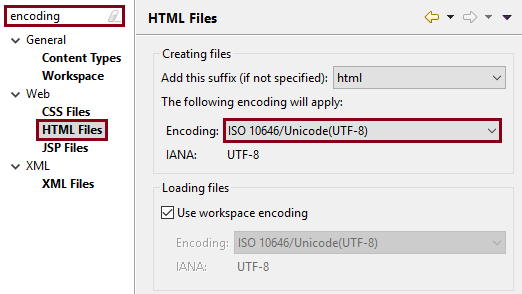 encoding
General
Content Types
Workspace
Web
CSS Files
HTML Files
JSP Files
XML
XML Files
HTML Files
Creating files
Add this suffix (if not specified): html
The following encoding will apply:
Encoding: ISO 10646/Unicode(UTF-8)
IANA: UTF-8
Loading files
Use workspace encoding
Encoding: ISO 10646/Unicode(UTF-8)
IANA: UTF-8